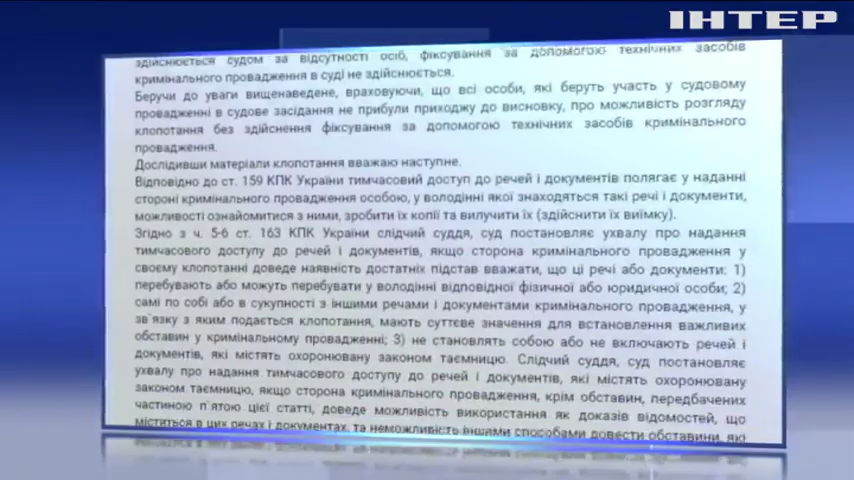 ІНТЕР
здійснюється судом за відсутності осіб, фіксування за допомогою технічних засобів
кримінального провадження в суді не здійснюється.
Беручи до уваги вищенаведене, враховуючи, що всі особи, які беруть участь у судовому
провадженні в судове засідання не прибули приходжу до висновку, про можливість розгляду
клопотання без здійснення фіксування за допомогою технічних засобів кримінального
провадження.
Дослідивши матеріали клопотання вважаю наступне.
Відповідно до ст. 159 КПК України тимчасовий доступ до речей і документів полягає у наданні
стороні кримінального провадження особою, у володінні якої знаходяться такі речі і документи,
можливості ознайомитися з ними, зробити їх копії та вилучити їх (здійснити їх виїмку).
Згідно з ч. 5-6 ст. 163 КПК України слідчий суддя, суд постановляє ухвалу про надання
тимчасового доступу до речей і документів, якщо сторона кримінального провадження у
своєму клопотанні доведе наявність достатніх підстав вважати, що ці речі або документи: 1)
перебувають або можуть перебувати у володінні відповідної фізичної або юридичної особи; 2)
самі по собі або в сукупності з іншими речами і документами кримінального провадження, у
зв`язку з яким подається клопотання, мають суттєве значення для встановлення важливих
обставин у кримінальному провадженні; 3) не становлять собою або не включають речей і
документів, які містять охоронювану законом таємницю. Слідчий суддя, суд постановляє
ухвалу про надання тимчасового доступу до речей і документів, які містять охоронювану
законом таємницю, якщо сторона кримінального провадження, крім обставин, передбачених
частиною п`ятою цієї статті, доведе можливість використання як доказів відомостей, що
містяться в цих речах і документах, та неможливість іншими способами довести обставини, які